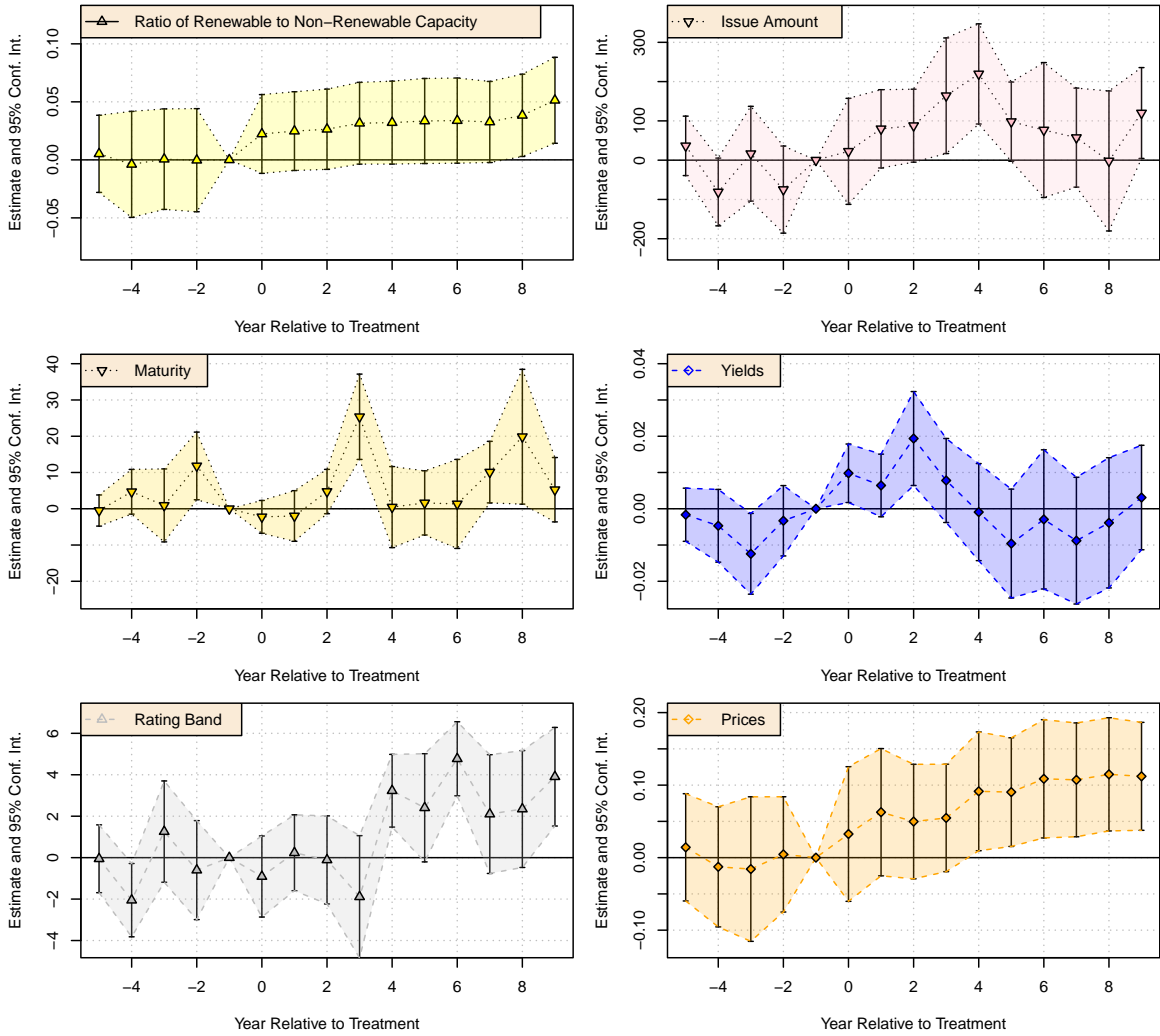 Ratio of Renewable to Non−Renewable Capacity
Estimate and 95% Conf. Int.
0.10
0.05
0.00
−0.05
−4 −2 0 2 4 6 8
Year Relative to Treatment
Issue Amount
Estimate and 95% Conf. Int.
300
100
0
−200
−4 −2 0 2 4 6 8
Year Relative to Treatment
Maturity
Estimate and 95% Conf. Int.
40
30
20
10
0
−20
−4 −2 0 2 4 6 8
Year Relative to Treatment
Yields
Estimate and 95% Conf. Int.
0.04
0.02
0.00
−0.02
−4 −2 0 2 4 6 8
Year Relative to Treatment
Rating Band
Estimate and 95% Conf. Int.
6
4
2
0
−2
−4
−4 −2 0 2 4 6 8
Year Relative to Treatment
Prices
Estimate and 95% Conf. Int.
0.20
0.10
0.00
−0.10
−4 −2 0 2 4 6 8
Year Relative to Treatment